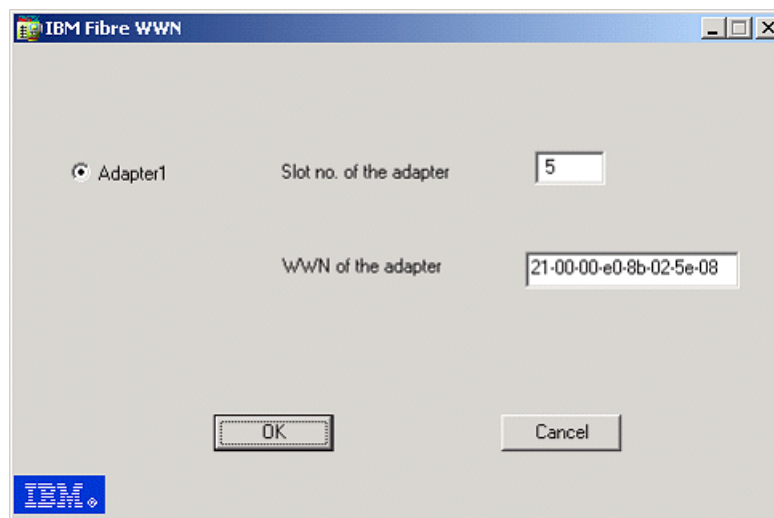 IBM Fibre WWN
Adapter1
Slot no. of the adapter
5
WWN of the adapter
21-00-00-e0-8b-02-5e-08
OK
Cancel
IBM®